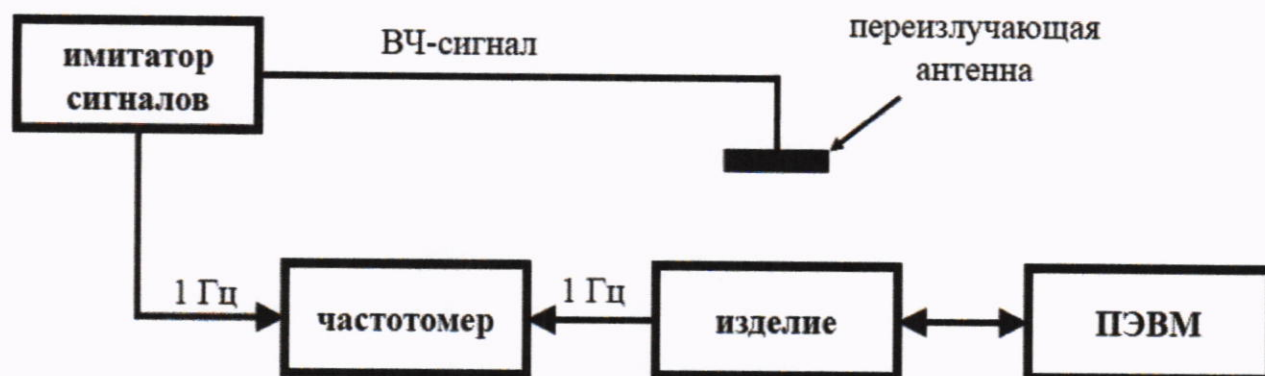 имитатор
сигналов
ВЧ-сигнал
переизлучающая
антенна
1 Гц
частотомер
1 Гц
изделие
ПЭВМ